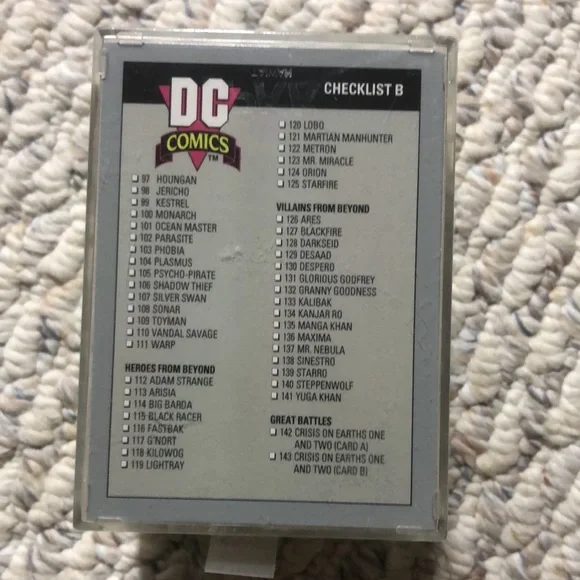 DC
COMICS
TM
CHECKLIST B
97 HOUNGAN
98 JERICHO
99 KESTREL
100 MONARCH
101 OCEAN MASTER
102 PARASITE
103 PHOBIA
104 PLASMUS
105 PSYCHO-PIRATE
106 SHADOW THIEF
107 SILVER SWAN
108 SONAR
109 TOYMAN
110 VANDAL SAVAGE
111 WARP
HEROES FROM BEYOND
112 ADAM STRANGE
113 ARISIA
114 BIG BARDA
115 BLACK RACER
116 FASTBAK
117 G'NORT
118 KILOWOG
119 LIGHTRAY
120 LOBO
121 MARTIAN MANHUNTER
122 METRON
123 MR. MIRACLE
124 ORION
125 STARFIRE
VILLAINS FROM BEYOND
126 ARES
127 BLACKFIRE
128 DARKSEID
129 DESAAD
130 DESPERO
131 GLORIOUS GODFREY
132 GRANNY GOODNESS
133 KALIBAK
134 KANJAR RO
135 MANGA KHAN
136 MAXIMA
137 MR. NEBULA
138 SINESTRO
139 STARRO
140 STEPPENWOLF
141 YUGA KHAN
GREAT BATTLES
142 CRISIS ON EARTHS ONE
AND TWO (CARD A)
143 CRISIS ON EARTHS ONE
AND TWO (CARD B)